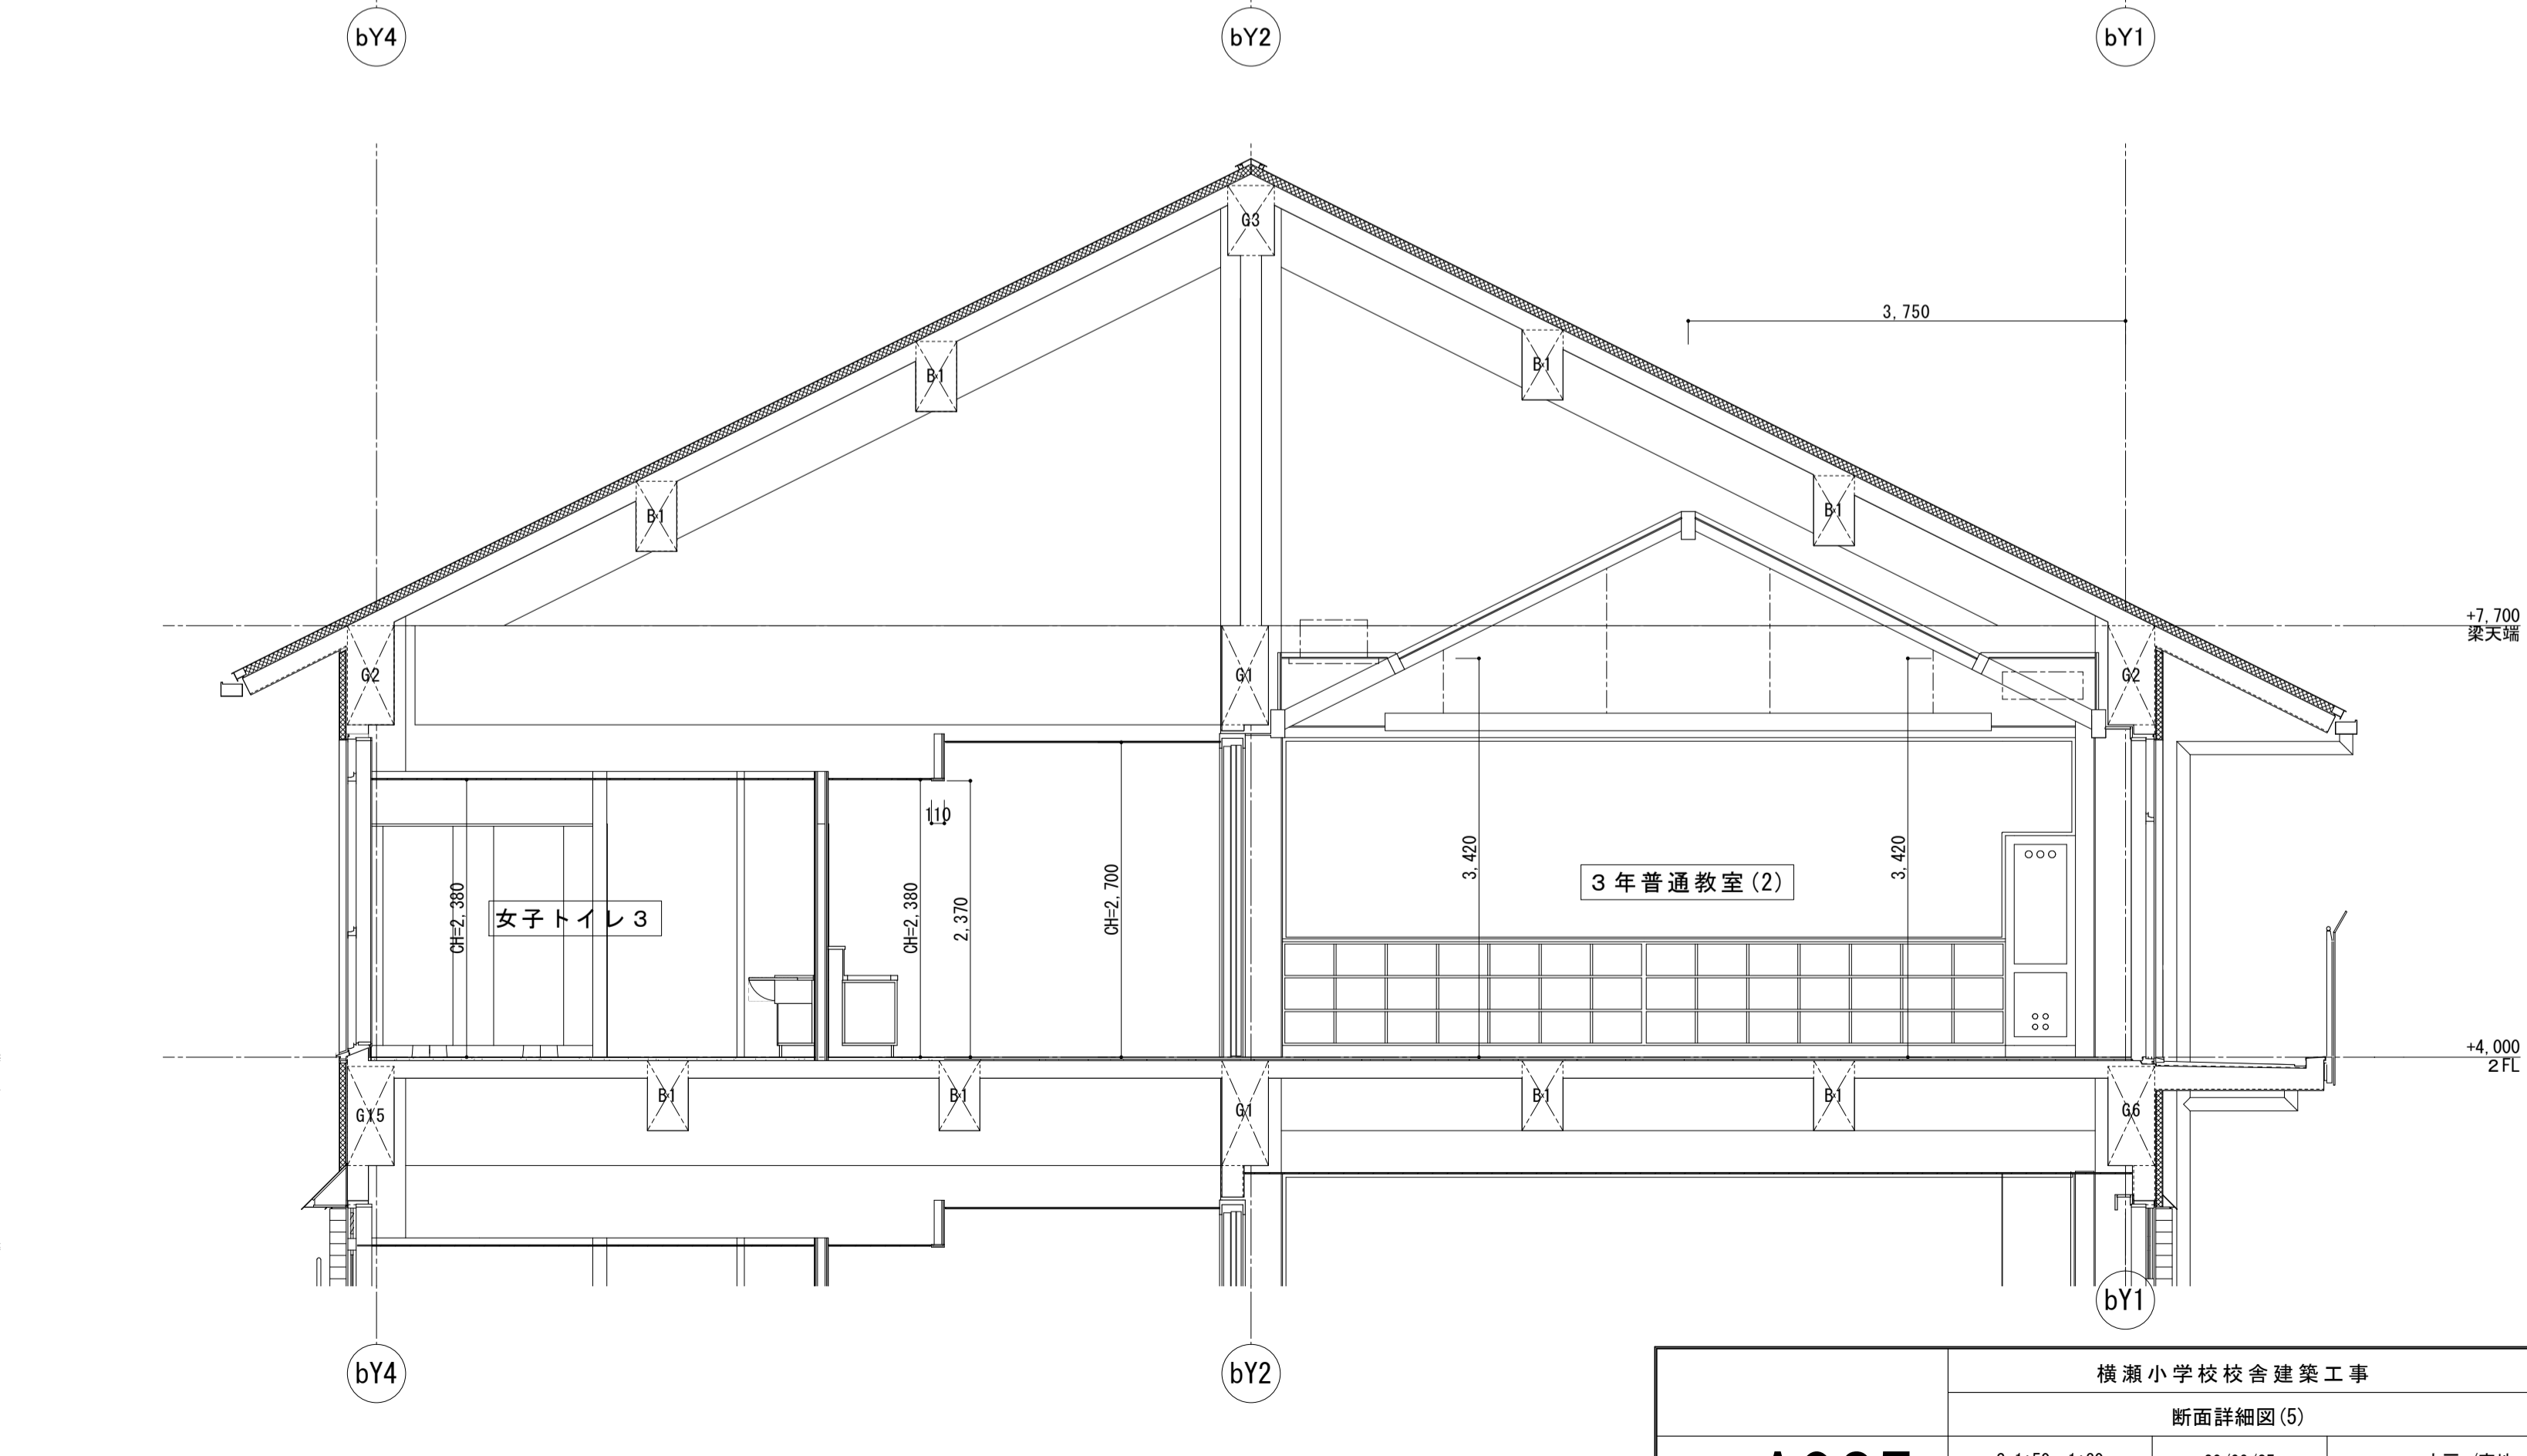 bY4
bY2
bY1
G3
3,750
B1
B1
B1
B1
+7,700
梁天端
G2
G1
G2
110
CH=2,380
女子トイレ3
CH=2,380
2,370
CH=2,700
3,420
3年普通教室(2)
3,420
+4,000
2FL
G15
B1
B1
G1
B1
B1
G6
bY1
bY4
bY2
横瀬小学校校舎建築工事
断面詳細図(5)